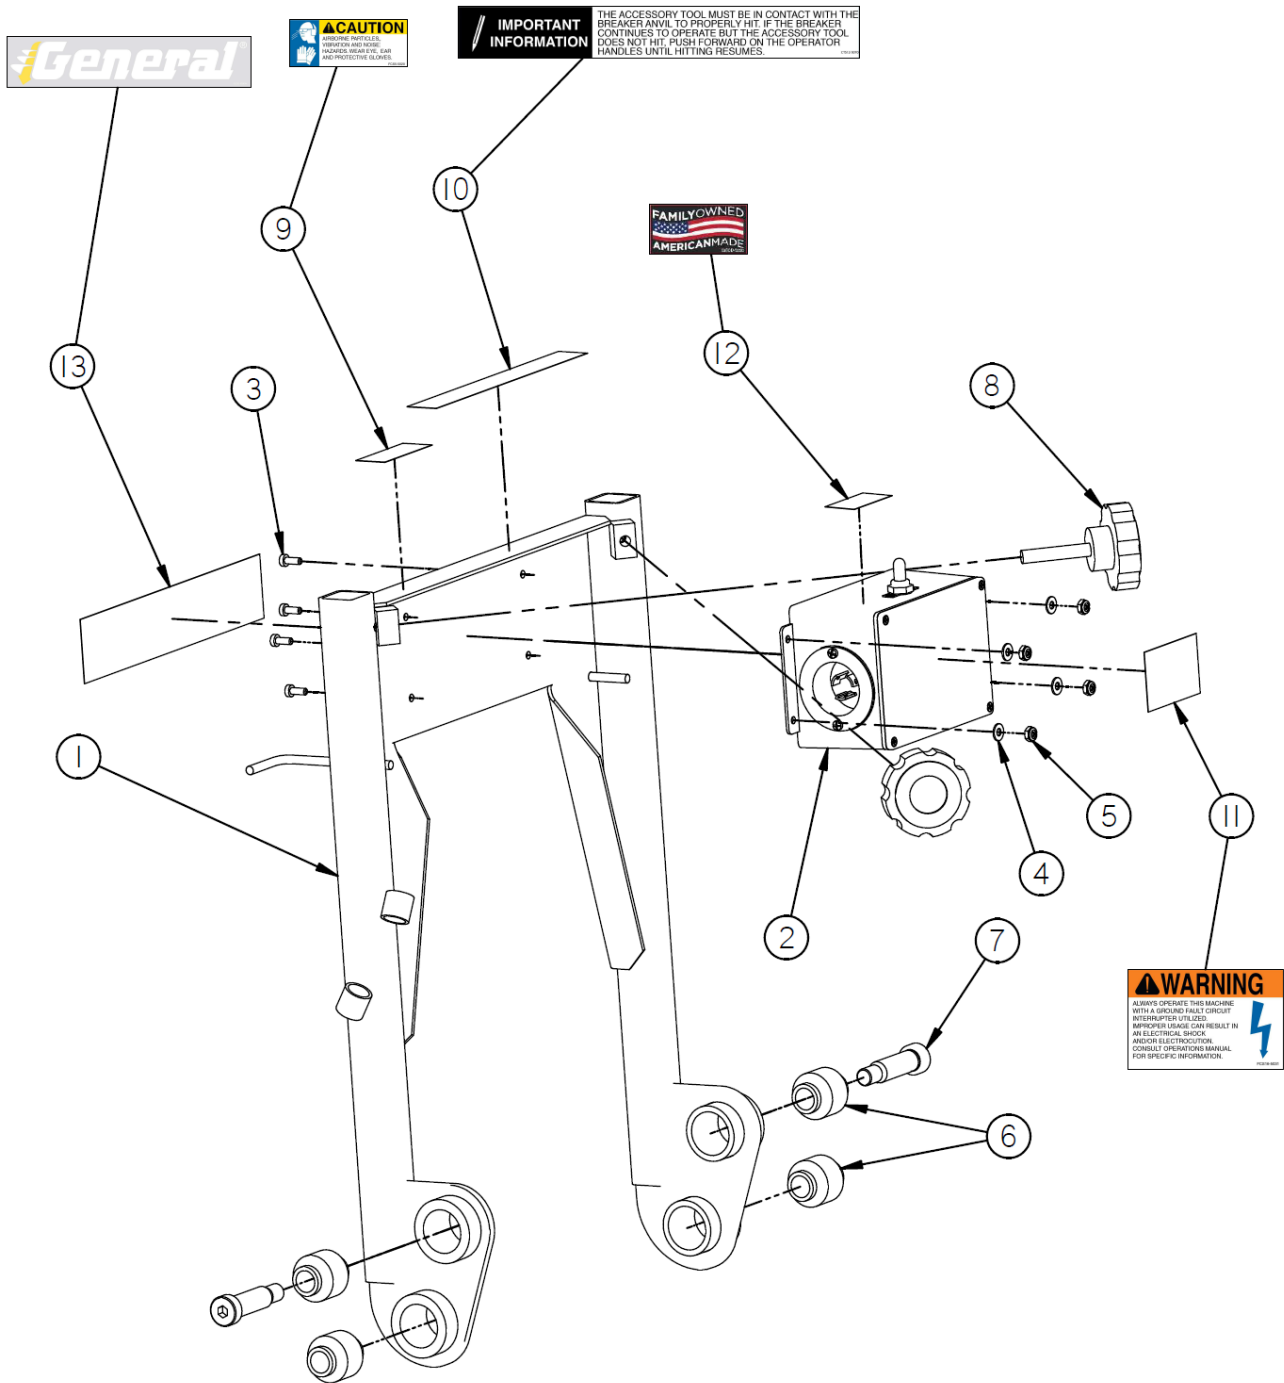 General
CAUTION
AIRBORNE PARTICLES,
VIBRATION AND NOISE
HAZARDS. WEAR EYE, EAR
AND PROTECTIVE GLOVES.
IMPORTANT
INFORMATION
THE ACCESSORY TOOL MUST BE IN CONTACT WITH THE
BREAKER ANVIL TO PROPERLY HIT. IF THE BREAKER
CONTINUES TO OPERATE BUT THE ACCESSORY TOOL
DOES NOT HIT, PUSH FORWARD ON THE OPERATOR
HANDLES UNTIL HITTING RESUMES.
10
9
FAMILYOWNED
AMERICANMADE
13
3
12
8
1
5
11
4
2
7
WARNING
ALWAYS OPERATE THIS MACHINE
WITH A GROUND FAULT CIRCUIT
INTERRUPTER UTILIZED.
IMPROPER USAGE CAN RESULT IN
AN ELECTRICAL SHOCK
AND/OR ELECTROCUTION.
CONSULT OPERATIONS MANUAL
FOR SPECIFIC INFORMATION.
6